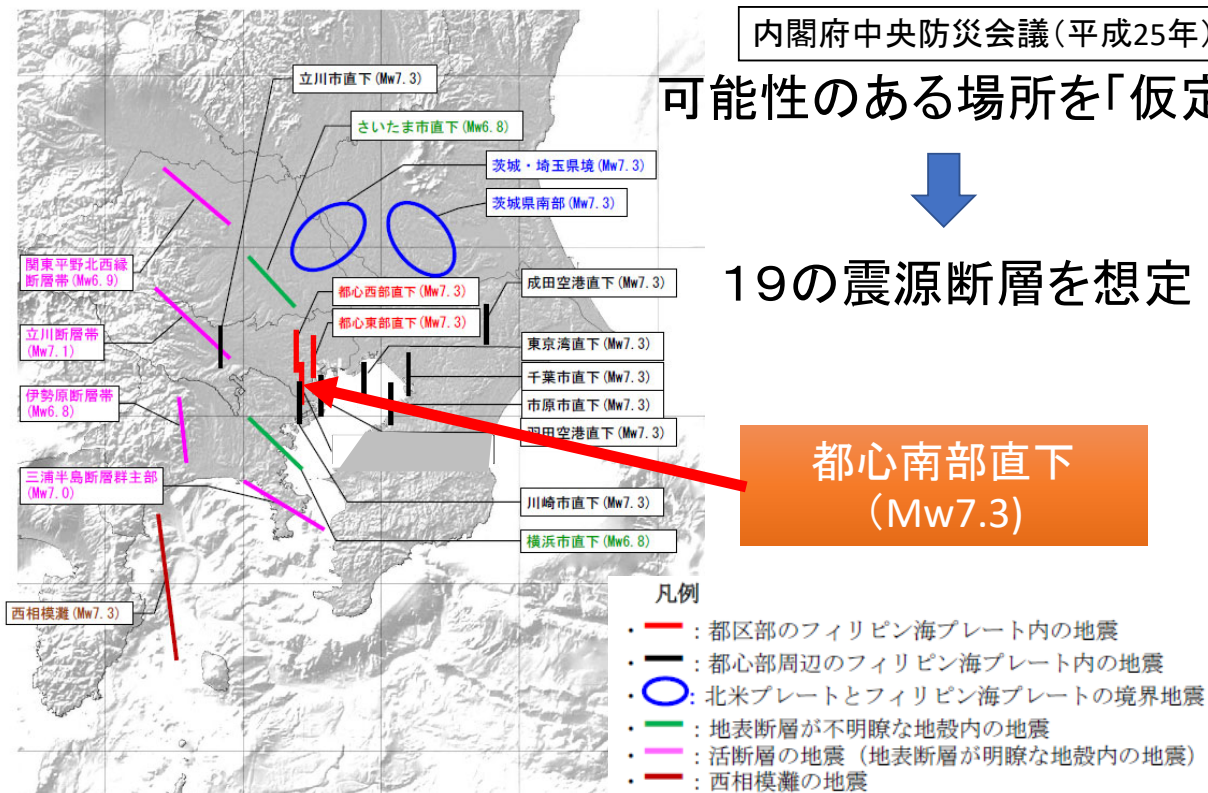 内閣府中央防災会議(平成25年)
可能性のある場所を「仮定
19の震源断層を想定
立川市直下(Mw7.3)
さいたま市直下(Mw6.8)
茨城・埼玉県境(Mw7.3)
茨城県南部(Mw7.3)
関東平野北西縁
断層帯(Mw6.9)
都心西部直下(Mw7.3)
成田空港直下(Mw7.3)
都心東部直下(Mw7.3)
立川断層帯
(Mw7.1)
東京湾直下(Mw7.3)
千葉市直下(Mw7.3)
伊勢原断層帯
(Mw6.8)
市原市直下(Mw7.3)
羽田空港直下(Mw7.3)
都心南部直下
(Mw7.3)
三浦半島断層群主部
(Mw7.0)
川崎市直下(Mw7.3)
横浜市直下(Mw6.8)
西相模灘(Mw7.3)
凡例
・ : 都区部のフィリピン海プレート内の地震
・ : 都心部周辺のフィリピン海プレート内の地震
・ : 北米プレートとフィリピン海プレートの境界地震
・ : 地表断層が不明瞭な地殻内の地震
・ : 活断層の地震(地表断層が明瞭な地殻内の地震)
・ : 西相模灘の地震